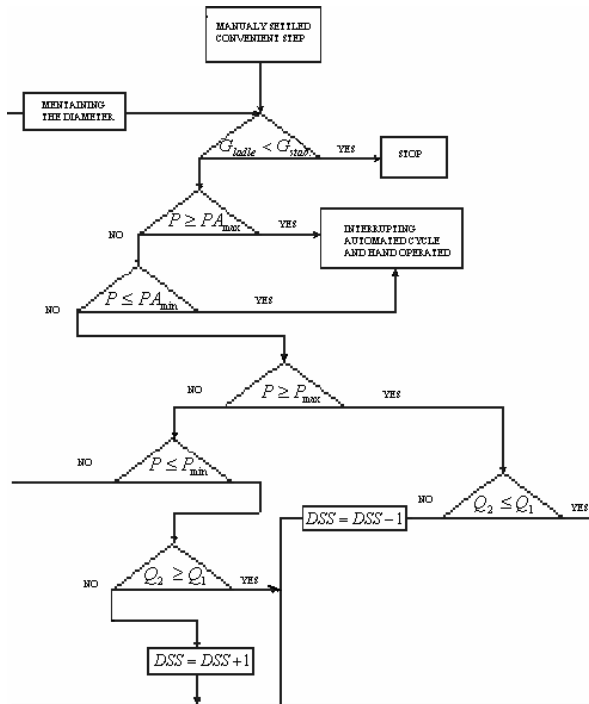 MANUALY SETTLED
CONVENIENT STEP
MENTAINING
THE DIAMETER
G_ladle < G_stab.
YES
STOP
P ≥ PA_max
NO
YES
INTERRUPTING
AUTOMATED CYCLE
AND HAND OPERATED
P ≤ PA_min
NO
YES
P ≥ P_max
NO
YES
P ≤ P_min
NO
Q_2 ≤ Q_1
NO
YES
DSS = DSS - 1
Q_2 ≥ Q_1
NO
YES
DSS = DSS + 1